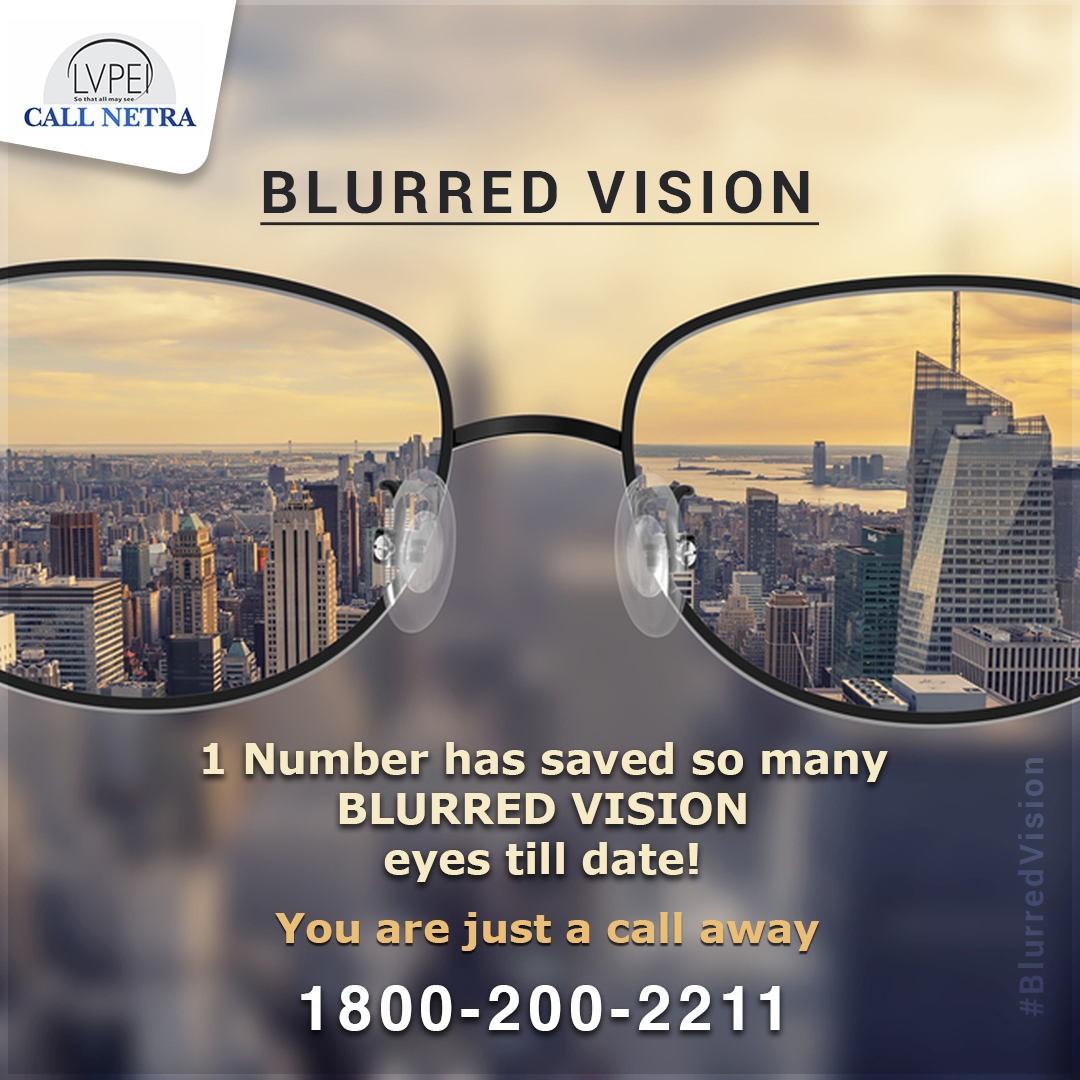 LVPEI
So that all may see
CALL NETRA
BLURRED VISION
1 Number has saved so many
BLURRED VISION
eyes till date!
You are just a call away
1800-200-2211
#BlurredVision